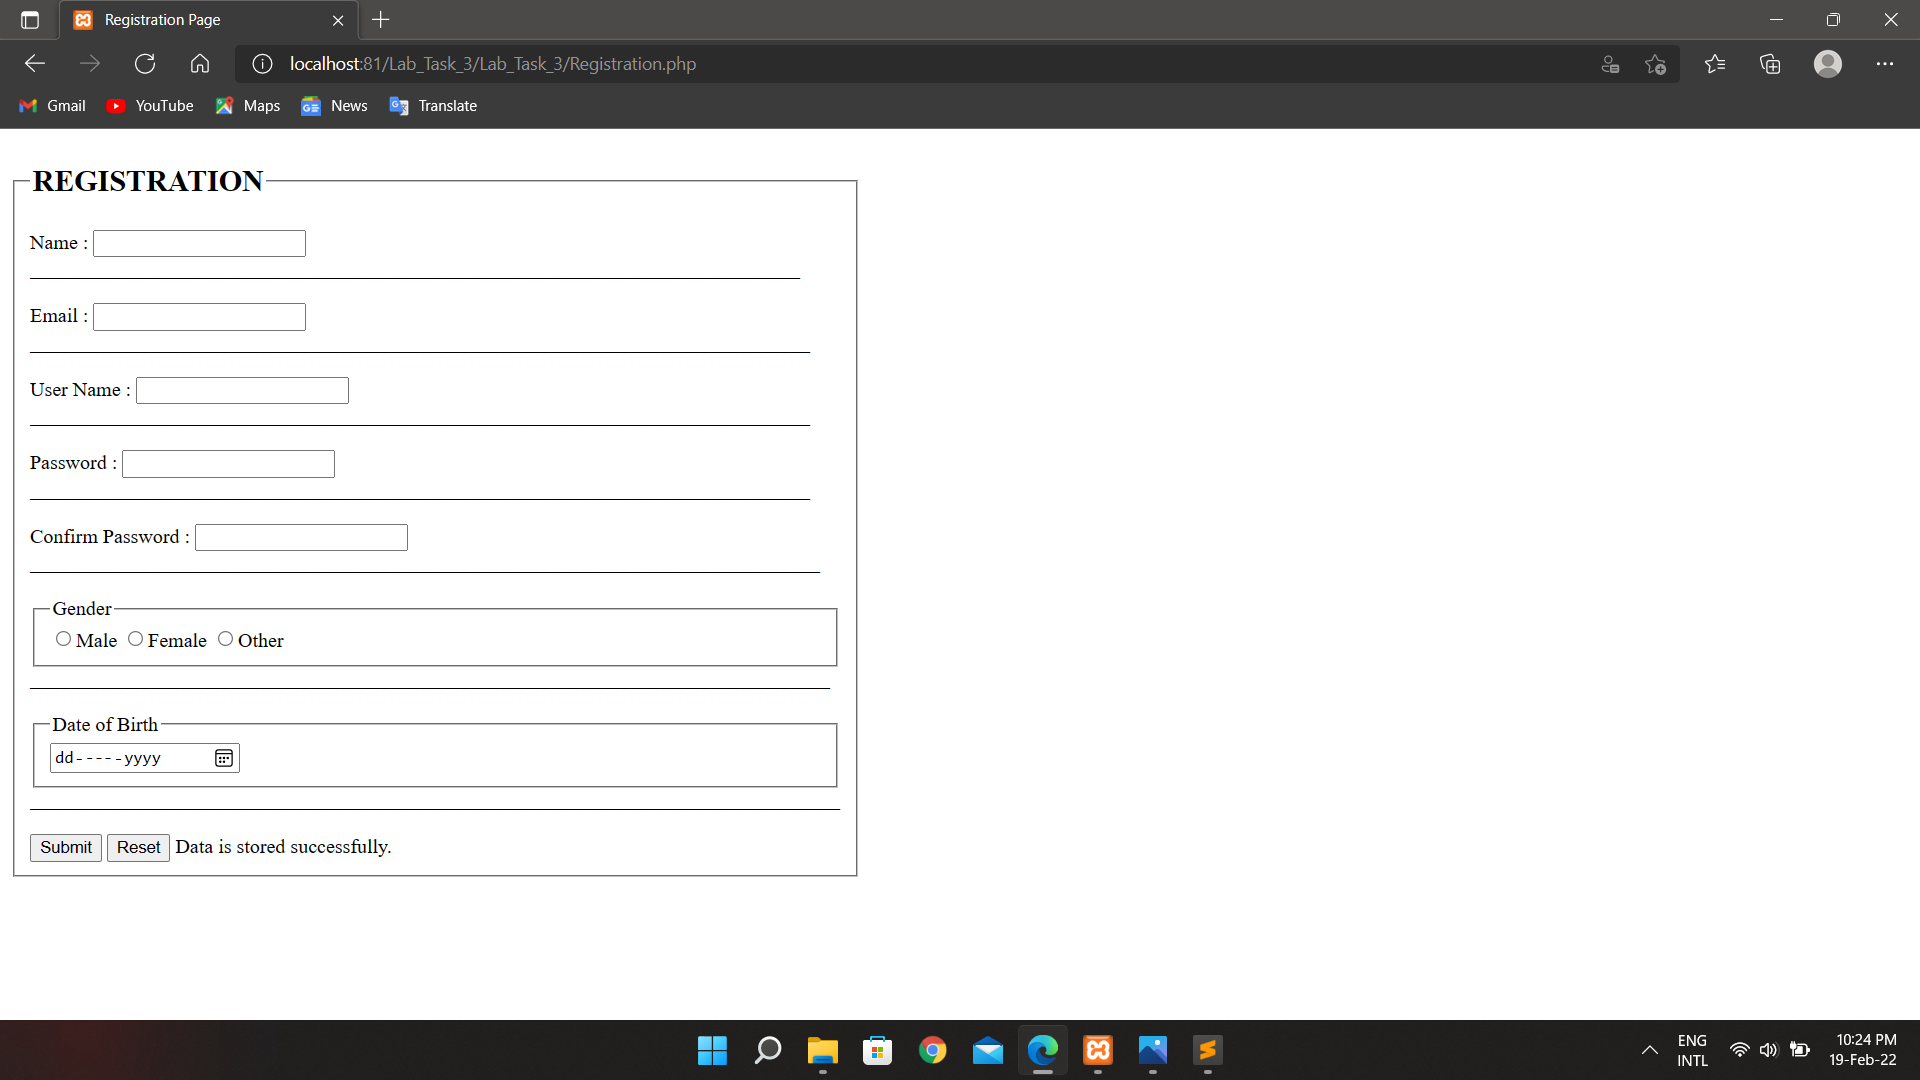 Registration Page
localhost:81/Lab_Task_3/Lab_Task_3/Registration.php
Gmail YouTube Maps News Translate
REGISTRATION
Name :
Email :
User Name :
Password :
Confirm Password :
Gender
Male Female Other
Date of Birth
dd-----yyyy
Submit Reset Data is stored successfully.
ENG 10:24 PM
INTL 19-Feb-22